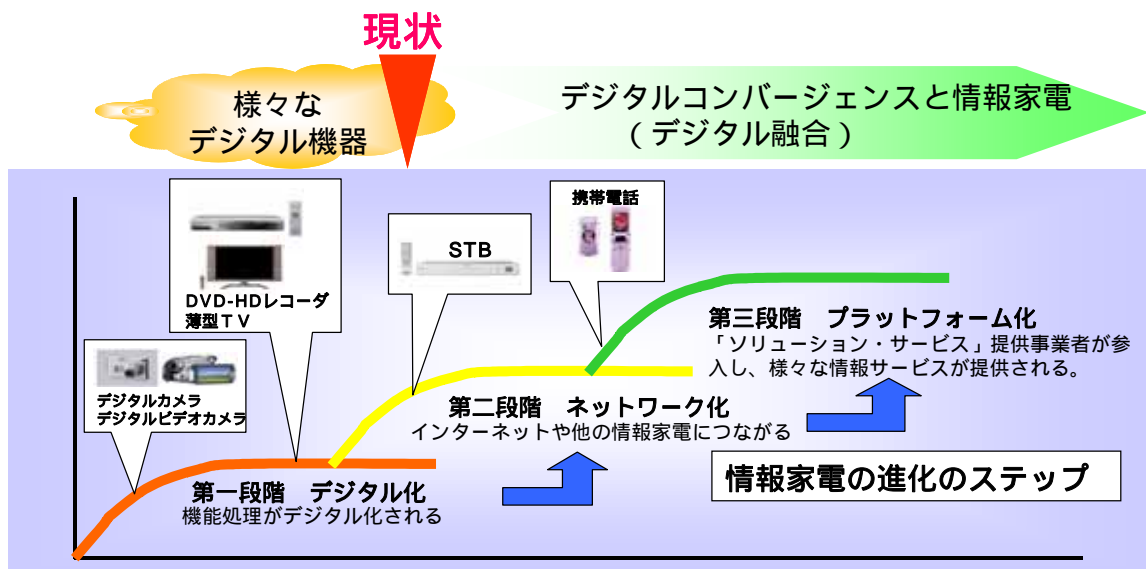 現状
様々な
デジタル機器
デジタルコンバージェンスと情報家電
（デジタル融合）
DVD-HDレコーダ
薄型ＴＶ
STB
携帯電話
デジタルカメラ
デジタルビデオカメラ
第三段階　プラットフォーム化
「ソリューション・サービス」提供事業者が参
入し、様々な情報サービスが提供される。
第二段階　ネットワーク化
インターネットや他の情報家電につながる
第一段階　デジタル化
機能処理がデジタル化される
情報家電の進化のステップ